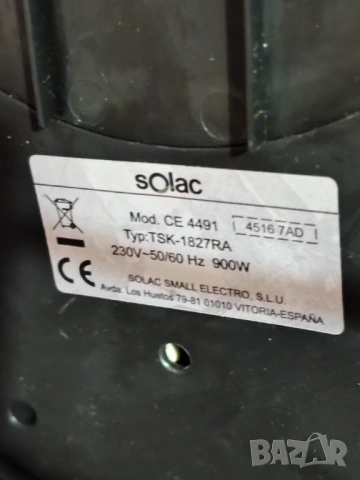 solac
Mod. CE 4491 4516 7AD
Typ:TSK-1827RA
230V~50/60 Hz 900W
CE
SOLAC SMALL ELECTRO, S.L.U.
Avda. Los Huetos 79-81 01010 VITORIA-ESPAÑA
BAZAR